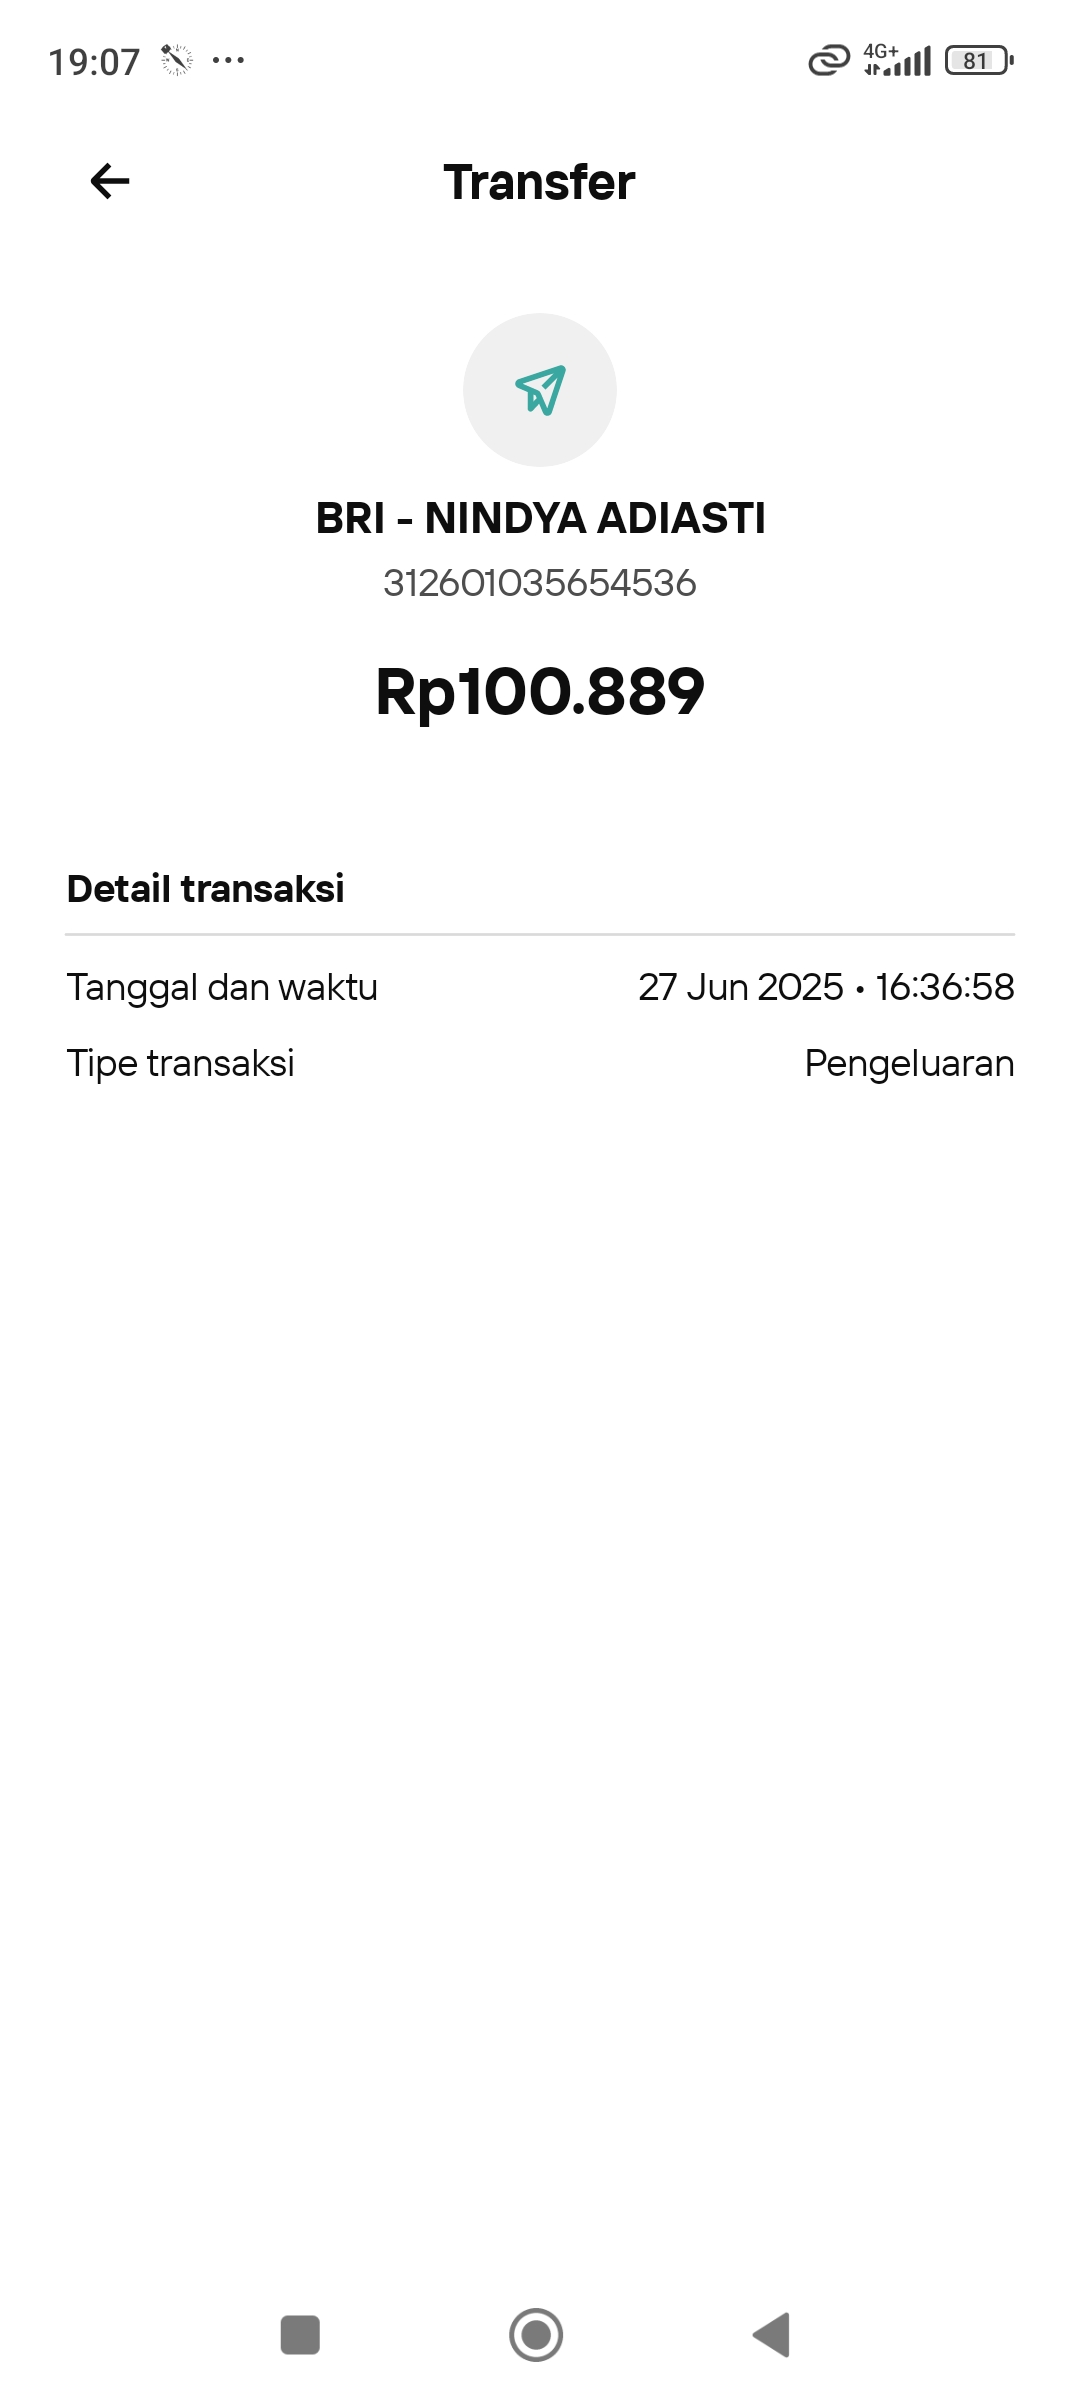 19:07 4G+ 81
Transfer
BRI - NINDYA ADIASTI
312601035654536
Rp100.889
Detail transaksi
Tanggal dan waktu 27 Jun 2025 • 16:36:58
Tipe transaksi Pengeluaran